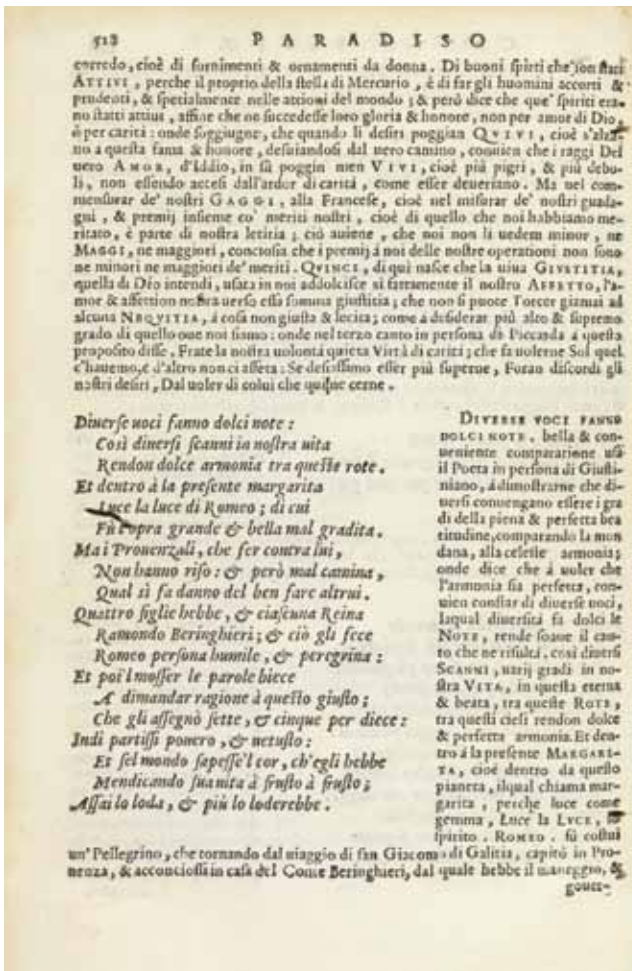 518 PARADISO
corredo, cioè di fornimenti & ornamenti da donna. Di buoni spirti che son stati
ATTIVI, perche il proprio della stella di Mercurio, è di far gli huomini accorti &
prudenti, & spetialmente nelle attioni del mondo; & però dice che que' spiriti era-
no stati attiui, affine che ne succedesse loro gloria & honore, non per amor di Dio,
ò per carità: onde soggiugne, che quando li desiri poggian QVIVI, cioè s'alza-
no a questa fama & honore, desuiandosi dal uero camino, conuien che i raggi Del
uero AMOR, d'Iddio, in sù poggin men VIVI, cioè più pigri, & più debo-
li, non essendo accesi dall'ardor di carità, come esser deueriano. Ma nel com-
mensurar de' nostri GAGGI, alla Francese, cioè nel misurar de' nostri guada-
gni, & premij insieme co' meriti nostri, cioè di quello che noi habbiamo me-
ritato, è parte di nostra letitia; ciò auiene, che noi non li uedem minor, ne
MAGGI, ne maggiori, conciosia che i premij à noi delle nostre operationi non sono
ne minori ne maggiori de' meriti. QVINCI, di qui nasce che la uiua GIVSTITIA,
quella di Dio intendi, usata in noi addolcisce sì fattamente il nostro AFFETTO, l'a-
mor & affettion nostra uerso essa somma giustitia; che non si puote Torcer giamai ad
alcuna NEQVITIA, à cosa non giusta & lecita; come à desiderar più alto & supremo
grado di quello oue noi siamo: onde nel terzo canto in persona di Piccarda a questa
proposito disse. Frate la nostra uolontà quieta Virtù di carità; che fa uolerne Sol quel
c'hauemo, e d'altro non ci asseta: Se desiassimo esser più superne, Foran discordi gli
nostri desiri, Dal uoler di colui che quinne cerne.
Diuerse uoci fanno dolci note:
Così diuersi scanni in nostra uita
Rendon dolce armonia tra queste rote.
Et dentro à la presente margarita
Luce la luce di Romeo; di cui
Fù l'opra grande & bella mal gradita.
Ma i Prouenzali, che fer contra lui,
Non hanno riso: & però mal camina,
Qual si fa danno del ben fare altrui.
Quattro figlie hebbe, & ciascuna Reina
Ramondo Beringhieri; & ciò gli fece
Romeo persona humile, & peregrina:
Et poi'l mosser le parole biece
A dimandar ragione à questo giusto;
Che gli assegnò sette, & cinque per diece:
Indi partissi pouero, & uetusto:
Et se'l mondo sapesse'l cor, ch'egli hebbe
Mendicando sua uita à frusto à frusto;
Assai lo loda, & più lo loderebbe.
DIVERSE VOCI FANNO
DOLCI NOTE. bella & con-
ueniente comparatione usa
il Poeta in persona di Giusti-
niano, à dimostrarne che di-
uersi conuengano essere i gra
di della piena & perfetta bea
titudine, comparando la mon
dana, alla celeste armonia;
onde dice che à uoler che
l'armonia sia perfetta, con-
uien constar di diuerse uoci,
laqual diuersità fa dolci le
NOTE, rende soaue il can-
to che ne risulta. così diuersi
SCANNI, uarij gradi in no-
stra VITA, in questa eterna
& beata, tra queste ROTE,
tra questi cieli rendon dolce
& perfetta armonia. Et den-
tro à la presente MARGARI-
TA, cioè dentro da questo
pianeta, ilqual chiama mar-
garita, perche luce come
gemma, Luce la LVCE, lo
spirito. ROMEO. fù costui
un' Pellegrino, che tornando dal uiaggio di san Giacomo di Galitia, capitò in Pro-
uenza, & acconciossi in casa del Conte Beringhieri, dal quale hebbe il maneggio, &
gouer-